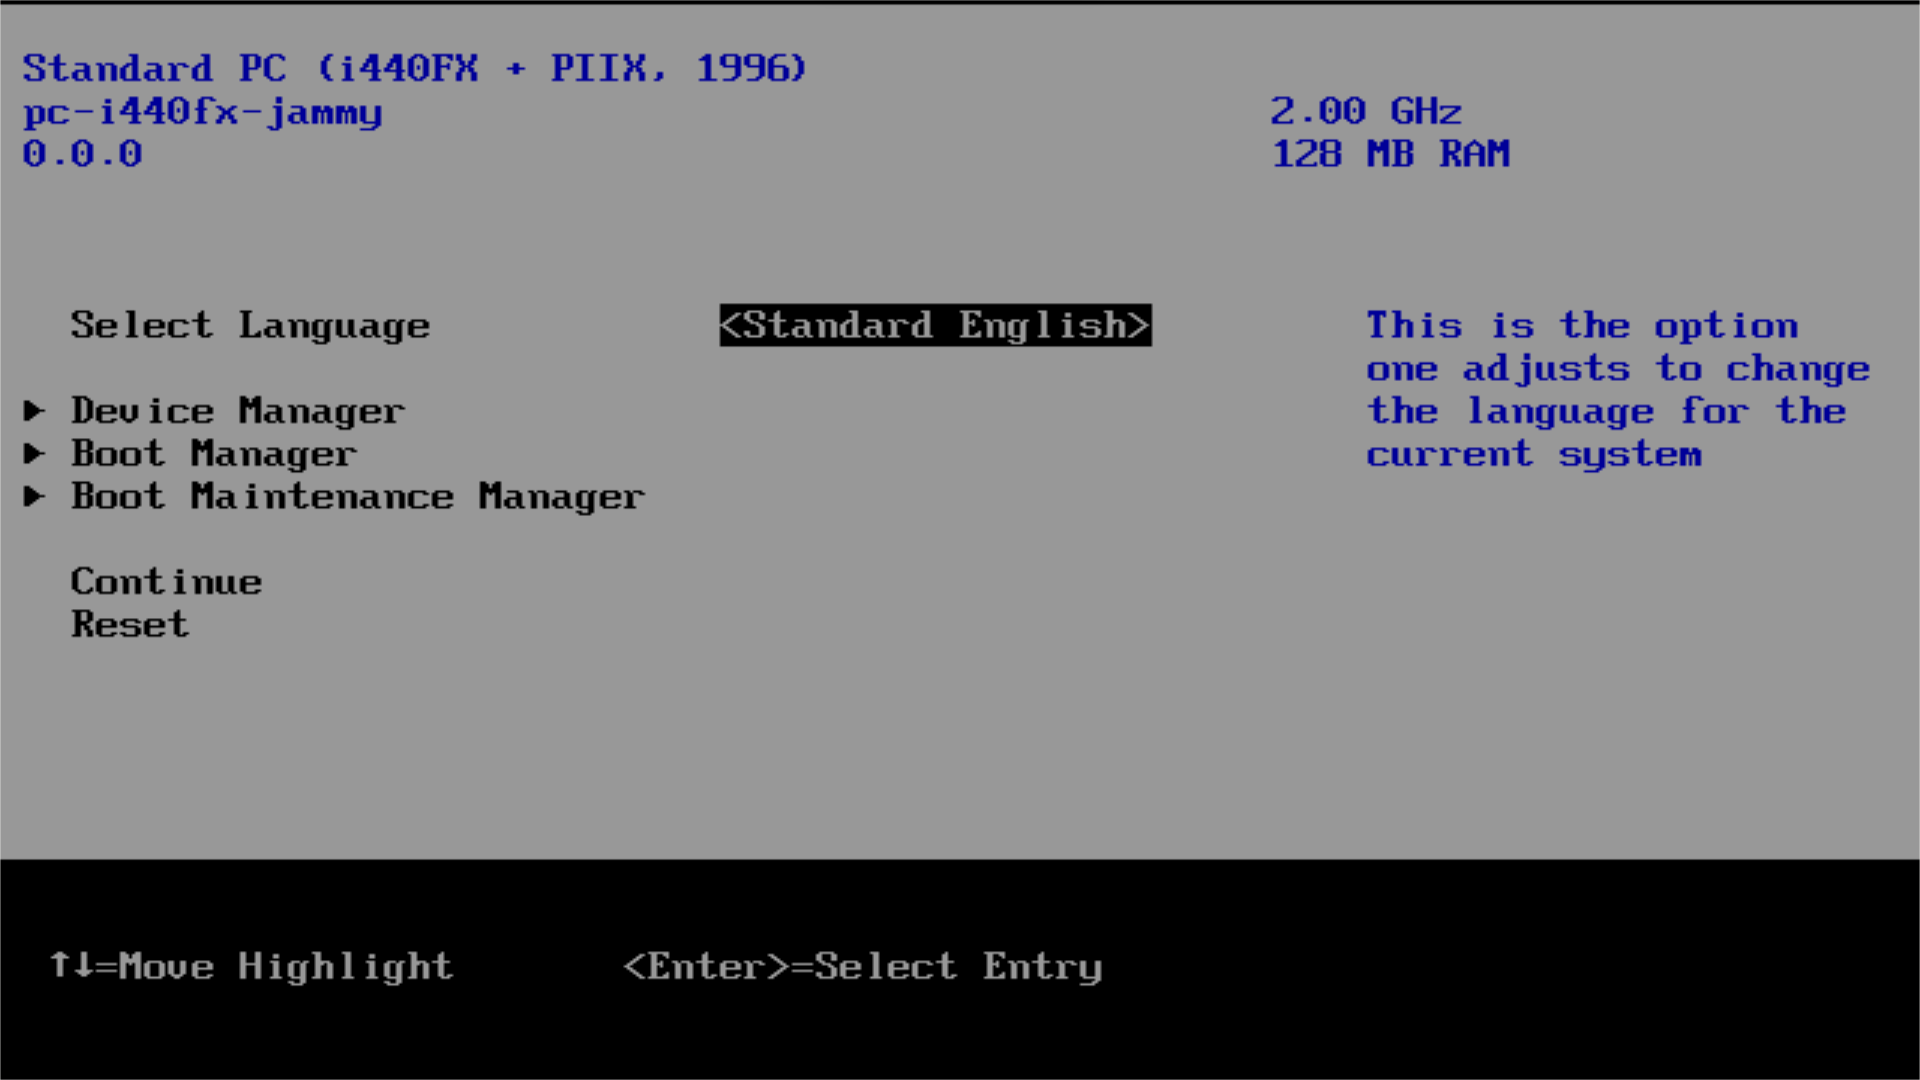 Standard PC (i440FX + PIIX, 1996)
pc-i440fx-jammy 2.00 GHz
0.0.0 128 MB RAM
Select Language <Standard English> This is the option
one adjusts to change
▶ Device Manager the language for the
▶ Boot Manager current system
▶ Boot Maintenance Manager
Continue
Reset
↑↓=Move Highlight <Enter>=Select Entry